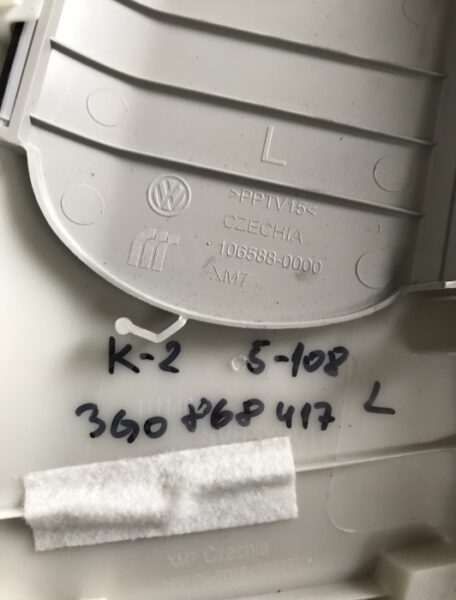 L
>PPTV15<
CZECHIA
106588-0000
XM7
K-2 5-108
3G0 868 417 L
XM7 Czechia